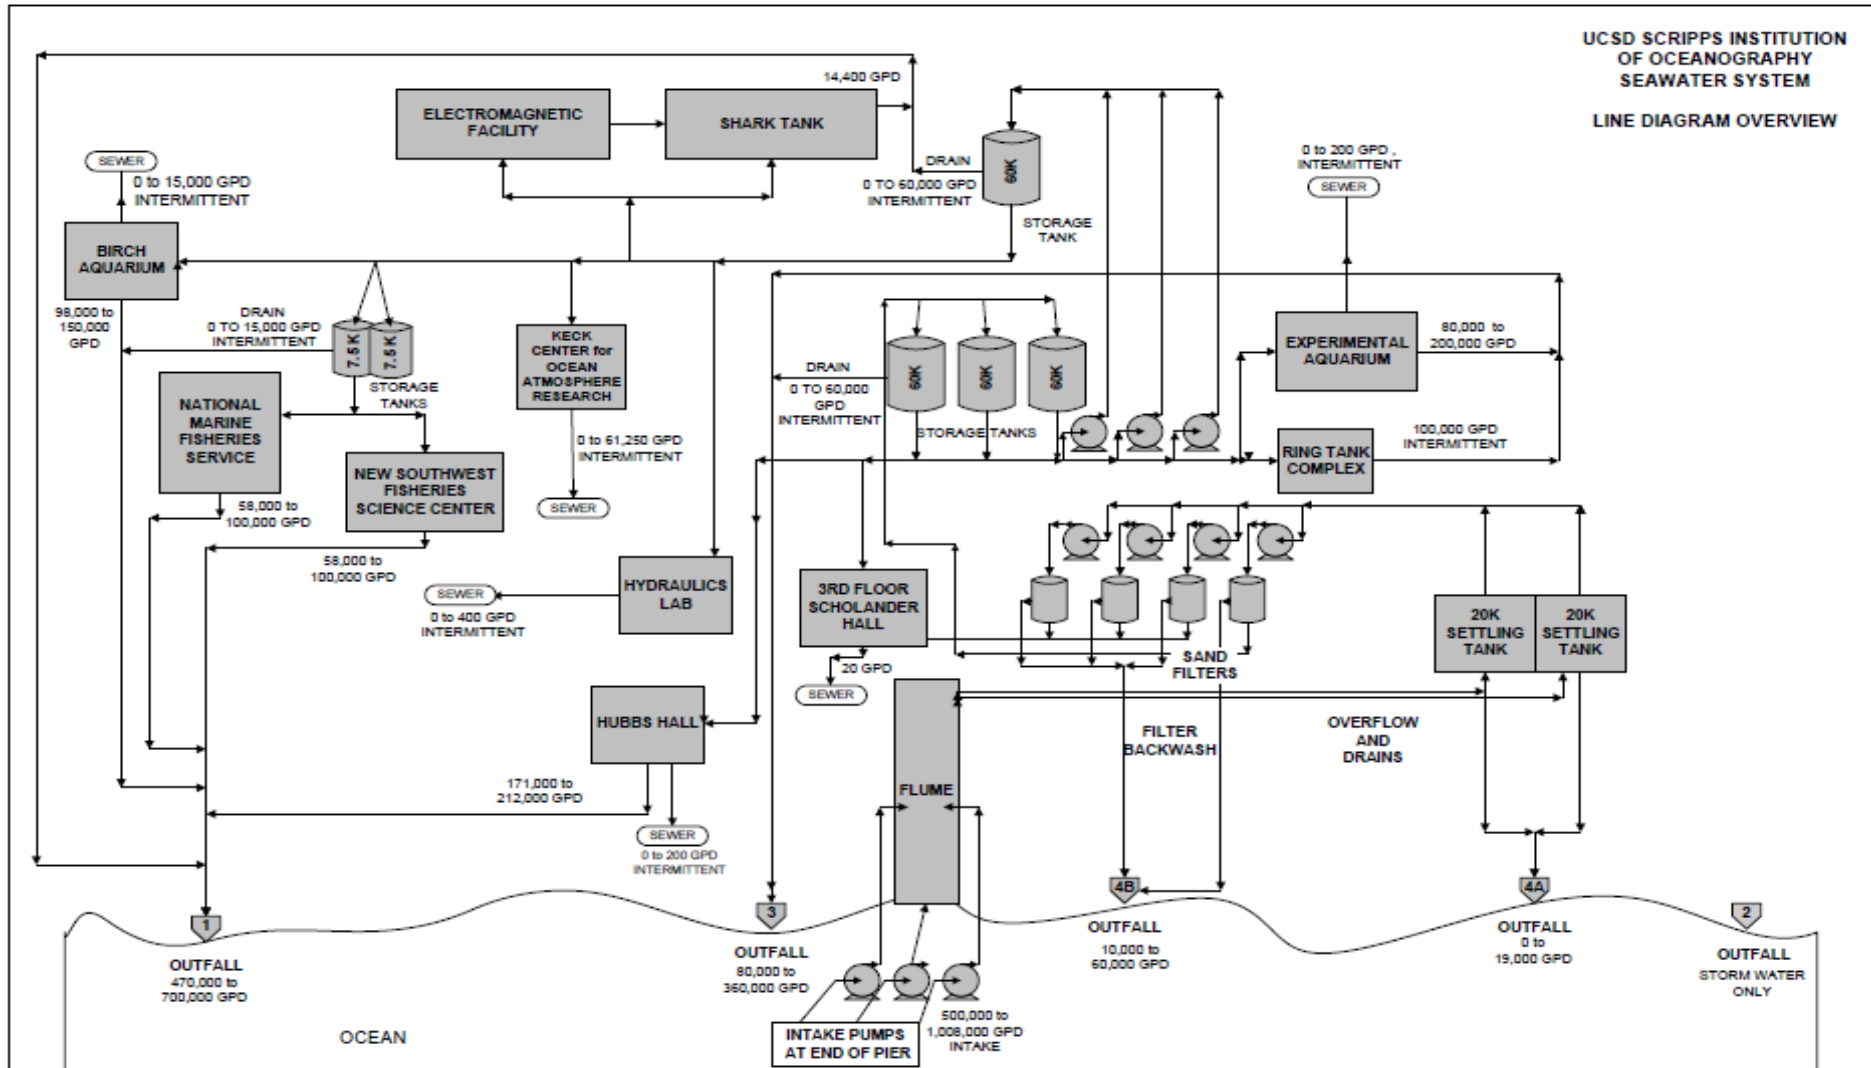 UCSD SCRIPPS INSTITUTION
OF OCEANOGRAPHY
SEAWATER SYSTEM
LINE DIAGRAM OVERVIEW
14,400 GPD
ELECTROMAGNETIC
FACILITY
SHARK TANK
SEWER
0 to 15,000 GPD
INTERMITTENT
DRAIN
0 TO 60,000 GPD
INTERMITTENT
60K
STORAGE
TANK
0 to 200 GPD ,
INTERMITTENT
SEWER
BIRCH
AQUARIUM
98,000 to
150,000
GPD
DRAIN
0 TO 15,000 GPD
INTERMITTENT
7.5 K
7.5 K
STORAGE
TANKS
KECK
CENTER for
OCEAN
ATMOSPHERE
RESEARCH
0 to 61,250 GPD
INTERMITTENT
SEWER
DRAIN
0 TO 60,000
GPD
INTERMITTENT
60K
60K
60K
STORAGE TANKS
EXPERIMENTAL
AQUARIUM
80,000 to
200,000 GPD
RING TANK
COMPLEX
100,000 GPD
INTERMITTENT
NATIONAL
MARINE
FISHERIES
SERVICE
58,000 to
100,000 GPD
NEW SOUTHWEST
FISHERIES
SCIENCE CENTER
58,000 to
100,000 GPD
SEWER
0 to 400 GPD
INTERMITTENT
HYDRAULICS
LAB
3RD FLOOR
SCHOLANDER
HALL
20 GPD
SEWER
SAND
FILTERS
20K
SETTLING
TANK
20K
SETTLING
TANK
HUBBS HALL
171,000 to
212,000 GPD
SEWER
0 to 200 GPD
INTERMITTENT
FLUME
FILTER
BACKWASH
OVERFLOW
AND
DRAINS
1
OUTFALL
470,000 to
700,000 GPD
3
OUTFALL
80,000 to
360,000 GPD
4B
OUTFALL
10,000 to
60,000 GPD
4A
OUTFALL
0 to
19,000 GPD
2
OUTFALL
STORM WATER
ONLY
500,000 to
1,008,000 GPD
INTAKE
INTAKE PUMPS
AT END OF PIER
OCEAN